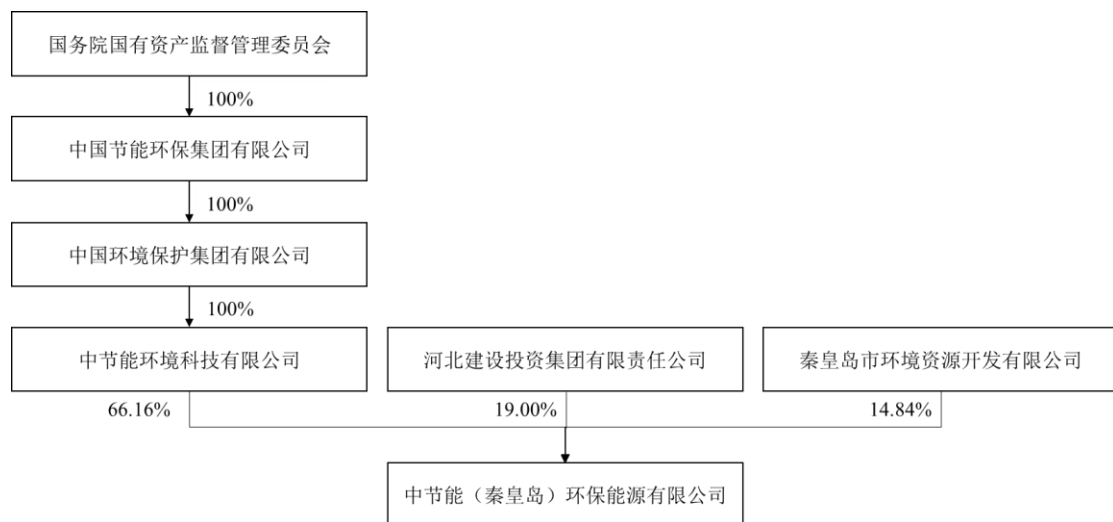 国务院国有资产监督管理委员会
100%
中国节能环保集团有限公司
100%
中国环境保护集团有限公司
100%
中节能环境科技有限公司
河北建设投资集团有限责任公司
秦皇岛市环境资源开发有限公司
66.16%
19.00%
14.84%
中节能（秦皇岛）环保能源有限公司